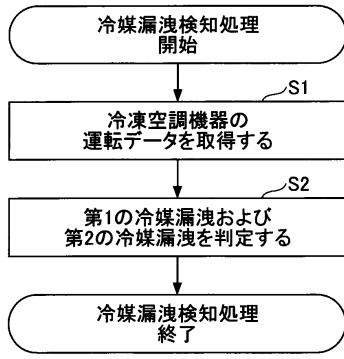 冷媒漏洩検知処理
開始
S1
冷凍空調機器の
運転データを取得する
S2
第1の冷媒漏洩および
第2の冷媒漏洩を判定する
冷媒漏洩検知処理
終了